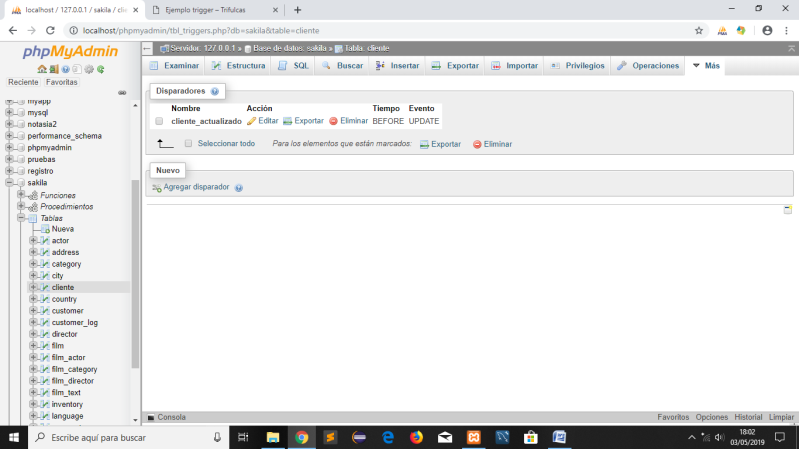 localhost / 127.0.0.1 / sakila / clie
Ejemplo trigger – Trifulcas
localhost/phpmyadmin/tbl_triggers.php?db=sakila&table=cliente
phpMyAdmin
Reciente Favoritas
myapp
mysql
notasia2
performance_schema
phpmyadmin
pruebas
registro
sakila
Funciones
Procedimientos
Tablas
Nueva
actor
address
category
city
cliente
country
customer
customer_log
director
film
film_actor
film_category
film_director
film_text
inventory
language
Servidor: 127.0.0.1 » Base de datos: sakila » Tabla: cliente
Examinar Estructura SQL Buscar Insertar Exportar Importar Privilegios Operaciones Más
Disparadores
Nombre Acción Tiempo Evento
cliente_actualizado Editar Exportar Eliminar BEFORE UPDATE
Seleccionar todo Para los elementos que están marcados: Exportar Eliminar
Nuevo
Agregar disparador
Consola Favoritos Opciones Historial Limpiar
Escribe aquí para buscar
18:02
03/05/2019